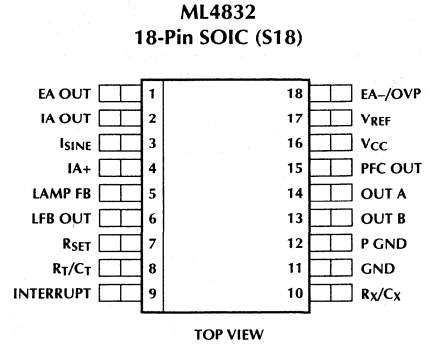 ML4832
18-Pin SOIC (S18)
EA OUT 1 18 EA–/OVP
IA OUT 2 17 VREF
ISINE 3 16 VCC
IA+ 4 15 PFC OUT
LAMP FB 5 14 OUT A
LFB OUT 6 13 OUT B
RSET 7 12 P GND
RT/CT 8 11 GND
INTERRUPT 9 10 RX/CX
TOP VIEW